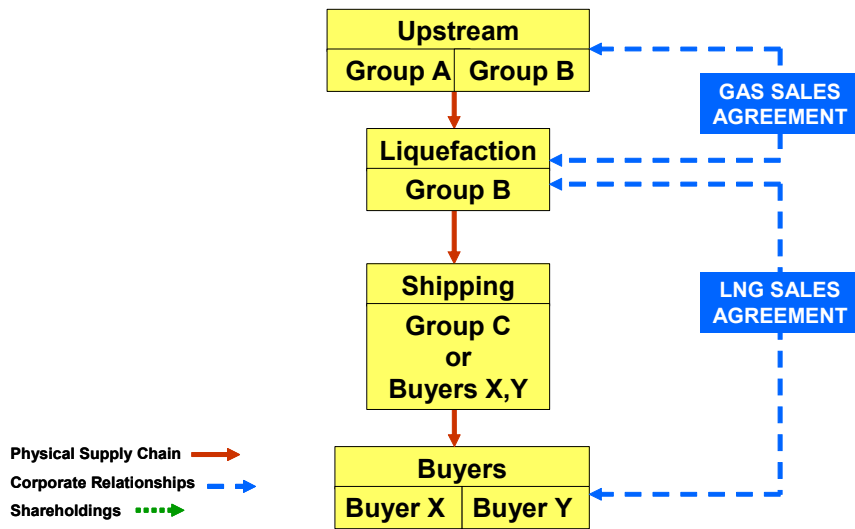 Upstream
Group A Group B
GAS SALES
AGREEMENT
Liquefaction
Group B
Shipping
Group C
or
Buyers X,Y
LNG SALES
AGREEMENT
Buyers
Buyer X Buyer Y
Physical Supply Chain
Corporate Relationships
Shareholdings